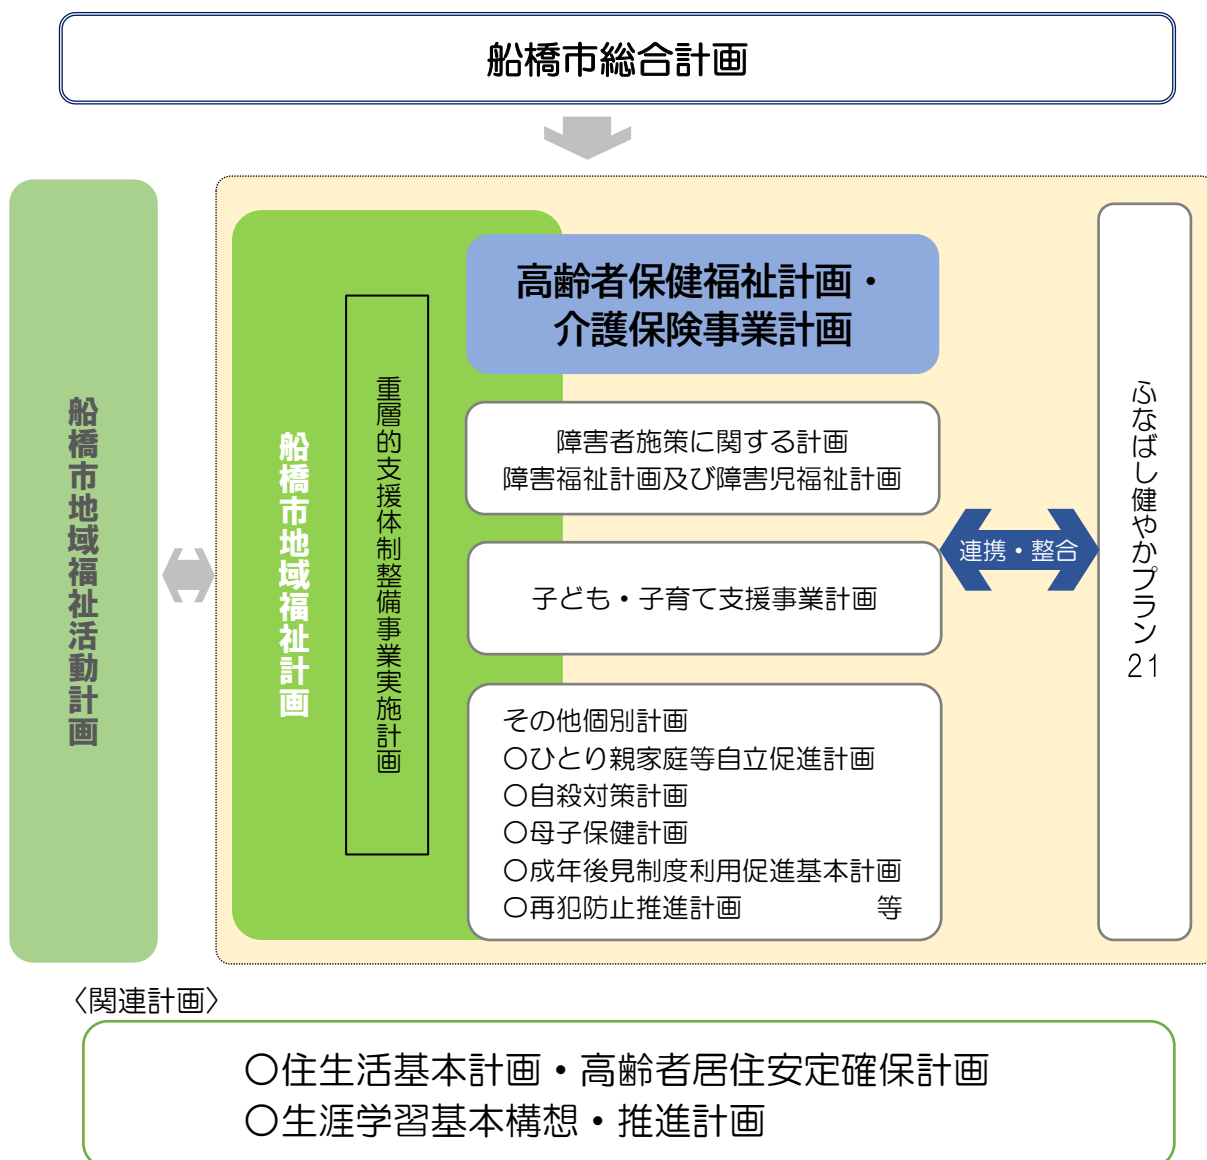 船橋市総合計画
船橋市地域福祉活動計画
船橋市地域福祉計画
重層的支援体制整備事業実施計画
高齢者保健福祉計画・
介護保険事業計画
障害者施策に関する計画
障害福祉計画及び障害児福祉計画
子ども・子育て支援事業計画
その他個別計画
〇ひとり親家庭等自立促進計画
〇自殺対策計画
〇母子保健計画
〇成年後見制度利用促進基本計画
〇再犯防止推進計画　　　　等
連携・整合
ふなばし健やかプラン21
〈関連計画〉
〇住生活基本計画・高齢者居住安定確保計画
〇生涯学習基本構想・推進計画